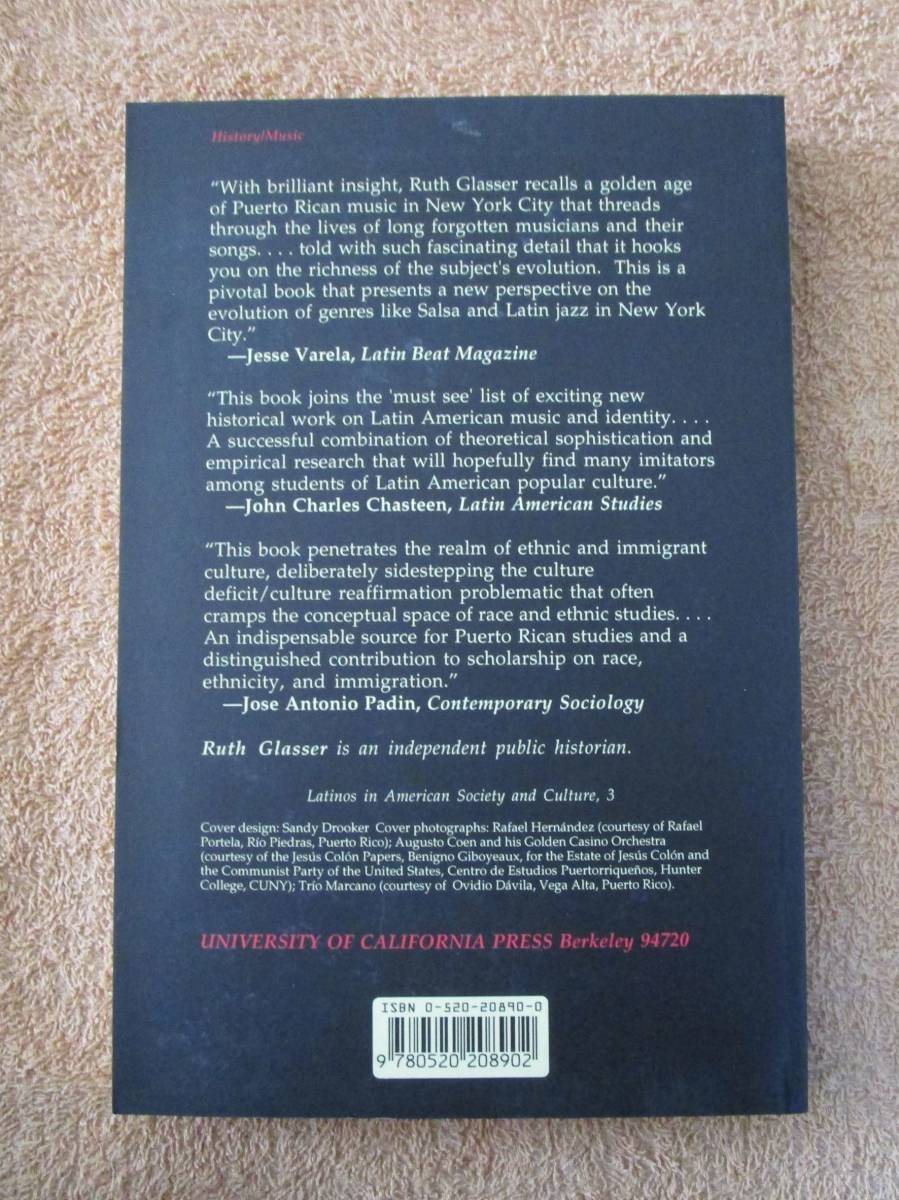 History/Music
“With brilliant insight, Ruth Glasser recalls a golden age
of Puerto Rican music in New York City that threads
through the lives of long forgotten musicians and their
songs. . . . told with such fascinating detail that it hooks
you on the richness of the subject's evolution. This is a
pivotal book that presents a new perspective on the
evolution of genres like Salsa and Latin jazz in New York
City.”
—Jesse Varela, Latin Beat Magazine
“This book joins the 'must see' list of exciting new
historical work on Latin American music and identity. . . .
A successful combination of theoretical sophistication and
empirical research that will hopefully find many imitators
among students of Latin American popular culture.”
—John Charles Chasteen, Latin American Studies
“This book penetrates the realm of ethnic and immigrant
culture, deliberately sidestepping the culture
deficit/culture reaffirmation problematic that often
cramps the conceptual space of race and ethnic studies. . . .
An indispensable source for Puerto Rican studies and a
distinguished contribution to scholarship on race,
ethnicity, and immigration.”
—Jose Antonio Padin, Contemporary Sociology
Ruth Glasser is an independent public historian.
Latinos in American Society and Culture, 3
Cover design: Sandy Drooker Cover photographs: Rafael Hernández (courtesy of Rafael
Portela, Río Piedras, Puerto Rico); Augusto Coen and his Golden Casino Orchestra
(courtesy of the Jesús Colón Papers, Benigno Giboyeaux, for the Estate of Jesús Colón and
the Communist Party of the United States, Centro de Estudios Puertorriqueños, Hunter
College, CUNY); Trío Marcano (courtesy of Ovidio Dávila, Vega Alta, Puerto Rico).
UNIVERSITY OF CALIFORNIA PRESS Berkeley 94720
ISBN 0-520-20890-0
9 780520 208902